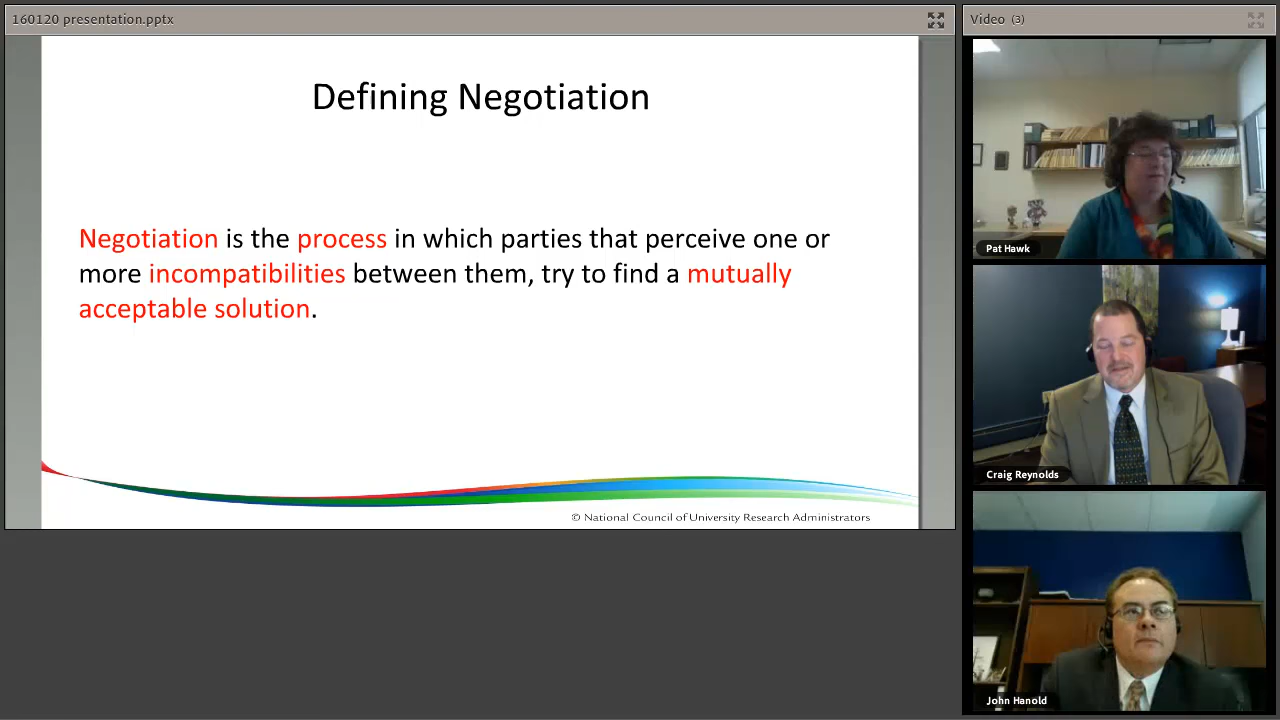 160120 presentation.pptx
Defining Negotiation
Negotiation is the process in which parties that perceive one or
more incompatibilities between them, try to find a mutually
acceptable solution.
© National Council of University Research Administrators
Video (3)
Pat Hawk
Craig Reynolds
John Hanold